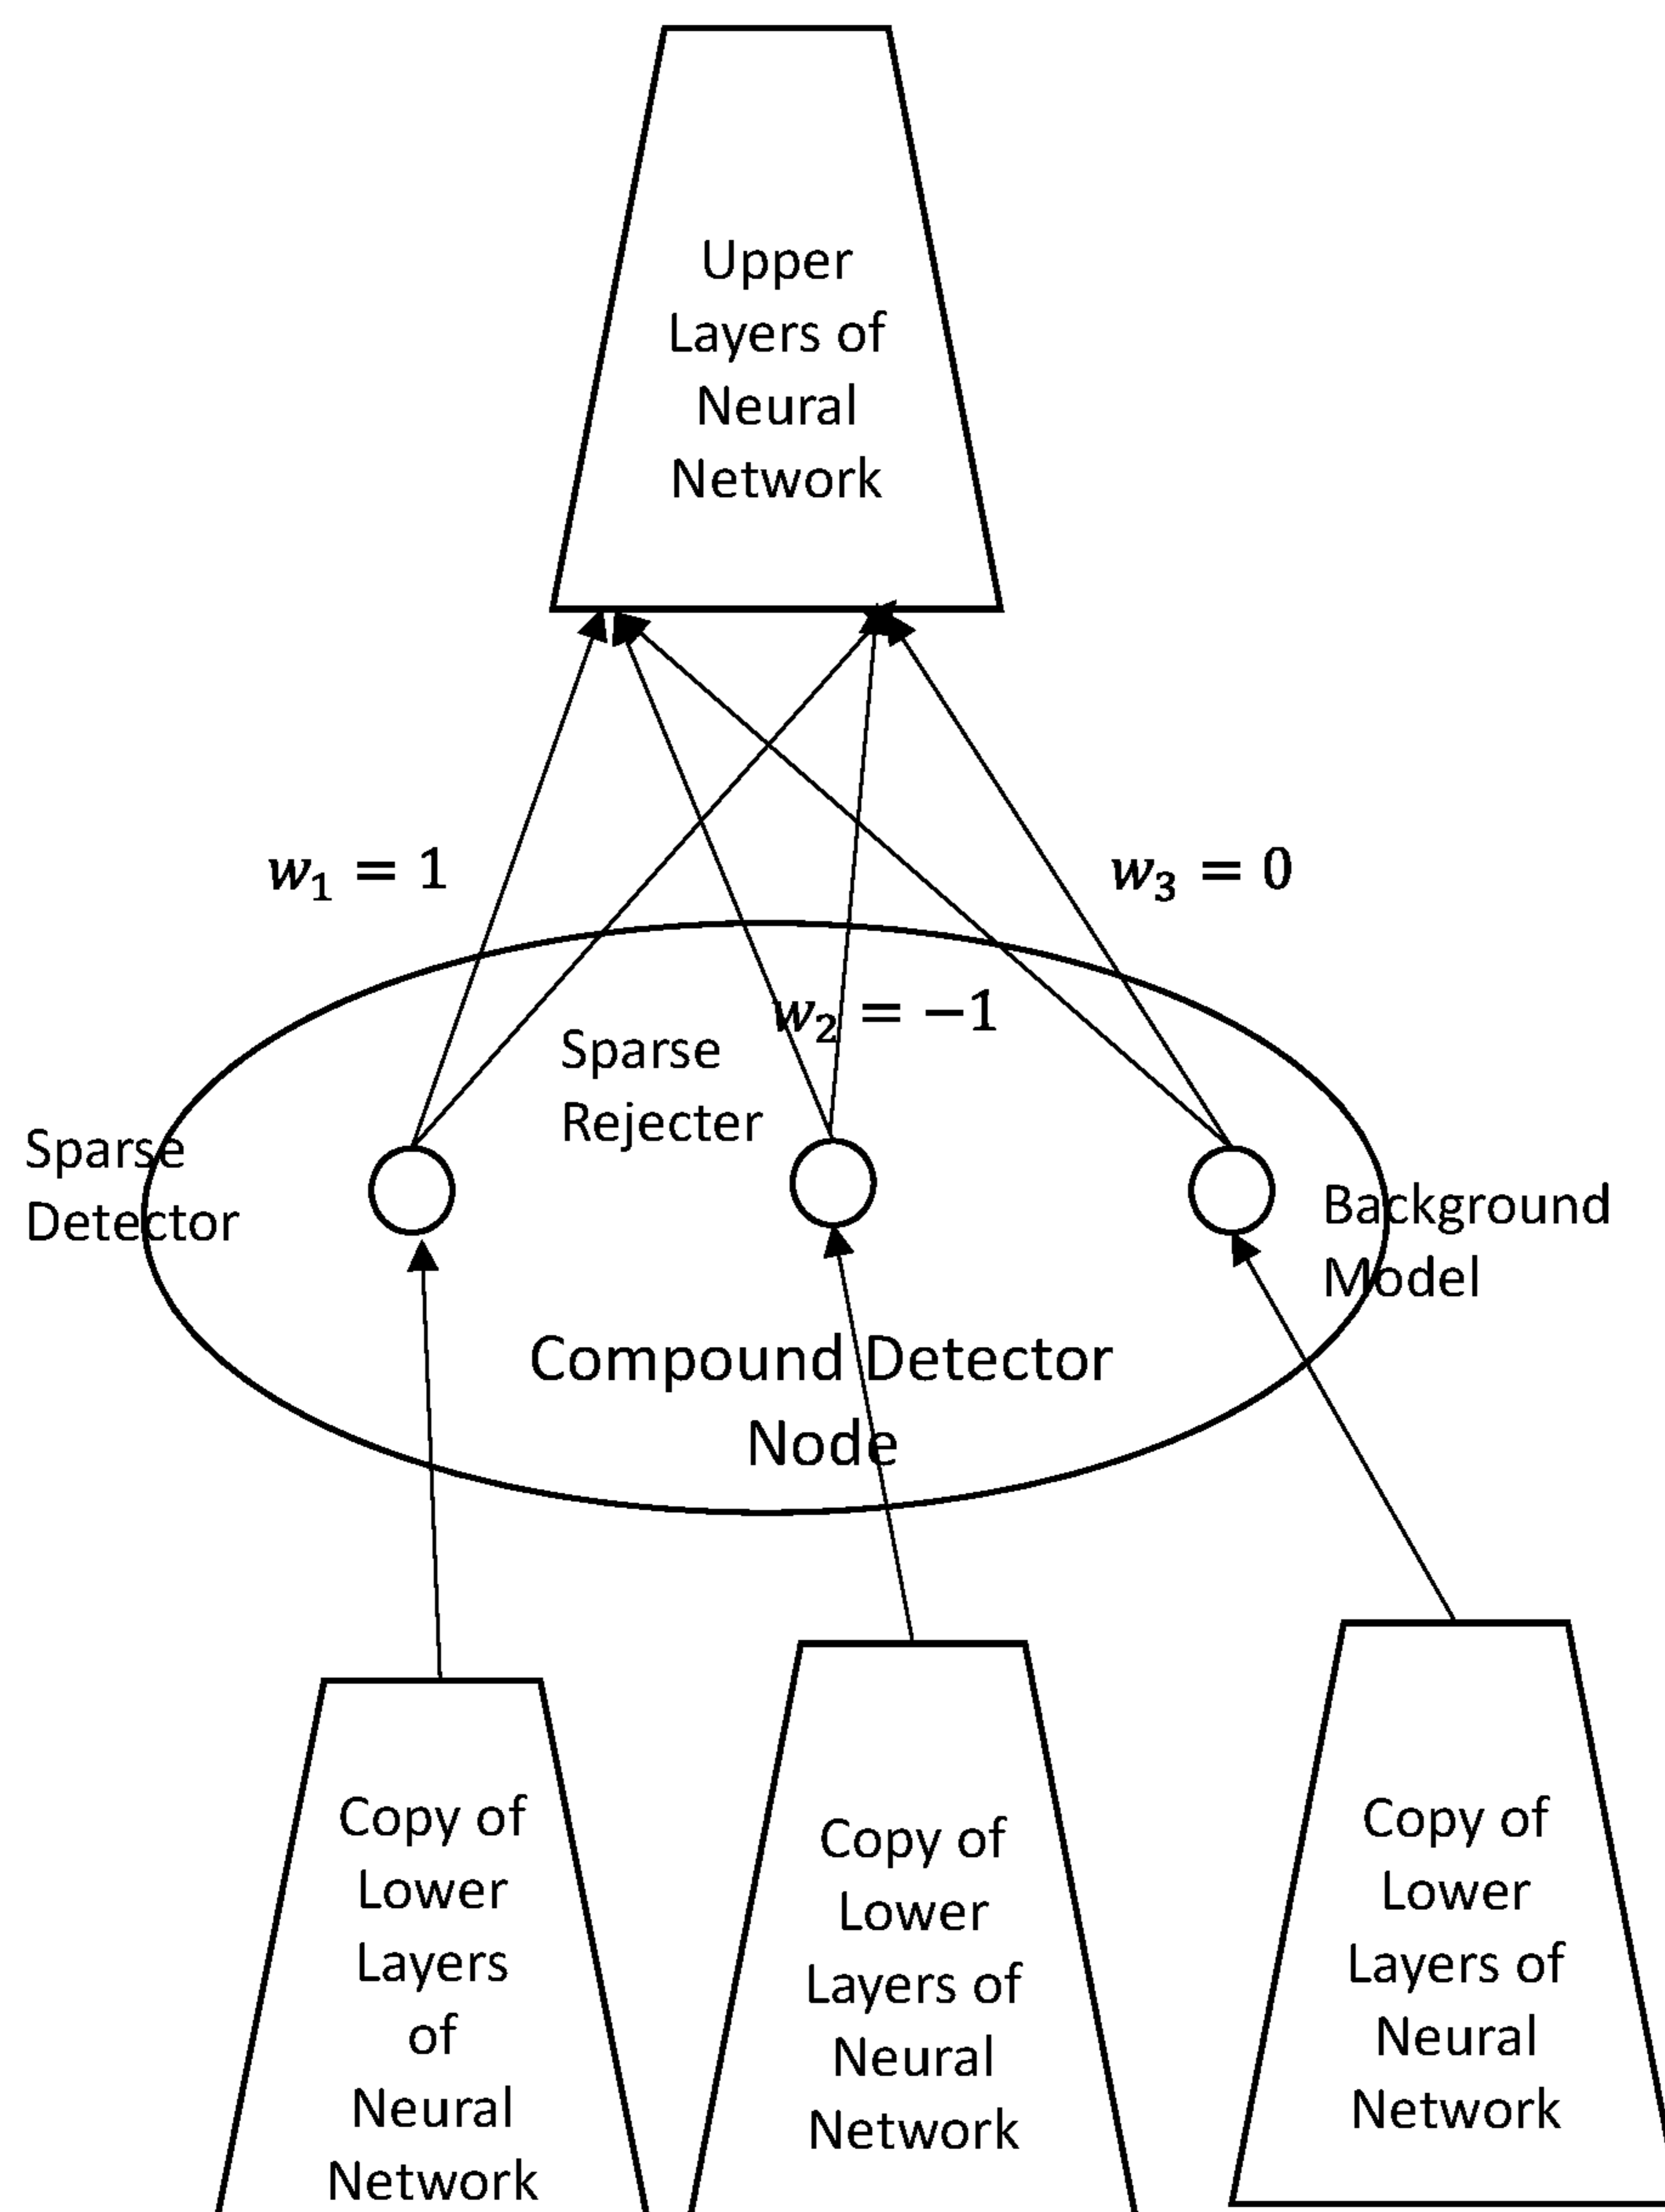 Upper
Layers of
Neural
Network
w₁ = 1
w₃ = 0
w₂ = −1
Sparse
Rejecter
Sparse
Detector
Background
Model
Compound Detector
Node
Copy of
Lower
Layers
of
Neural
Network
Copy of
Lower
Layers of
Neural
Network
Copy of
Lower
Layers of
Neural
Network